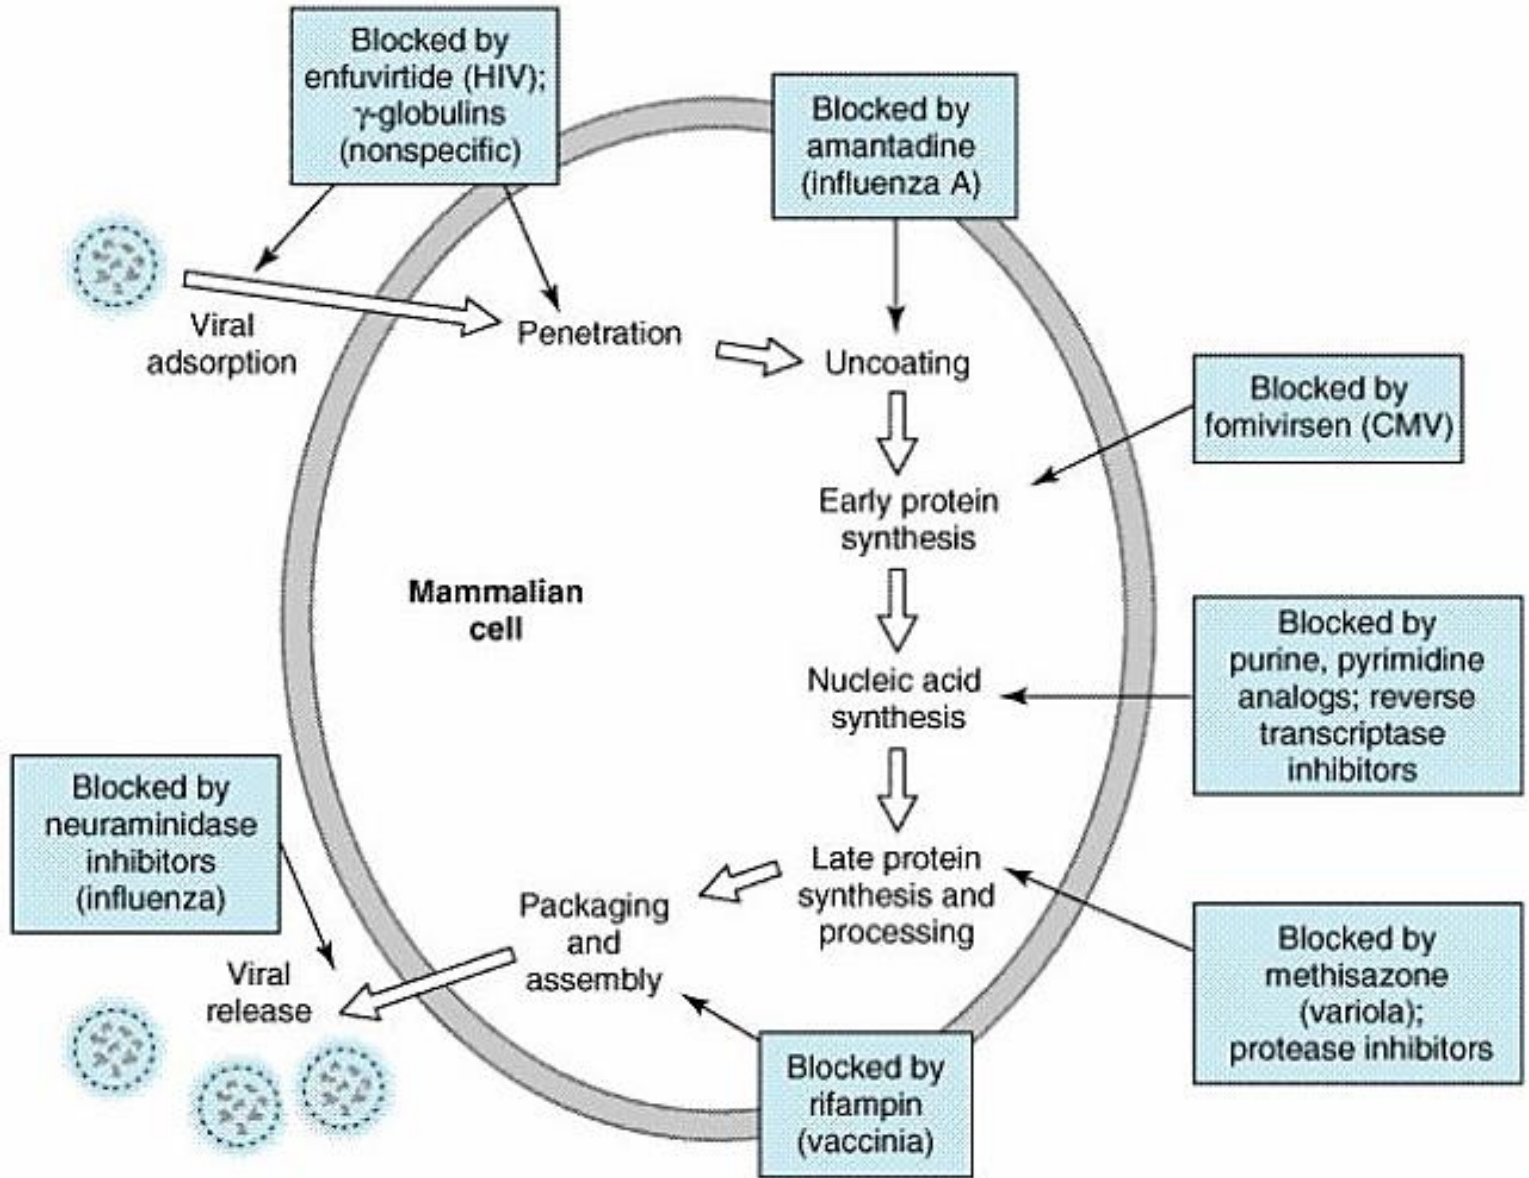 Blocked by
enfuvirtide (HIV);
γ-globulins
(nonspecific)
Blocked by
amantadine
(influenza A)
Viral
adsorption
Penetration
Uncoating
Blocked by
fomivirsen (CMV)
Early protein
synthesis
Mammalian
cell
Nucleic acid
synthesis
Blocked by
purine, pyrimidine
analogs; reverse
transcriptase
inhibitors
Blocked by
neuraminidase
inhibitors
(influenza)
Late protein
synthesis and
processing
Packaging
and
assembly
Blocked by
methisazone
(variola);
protease inhibitors
Viral
release
Blocked by
rifampin
(vaccinia)